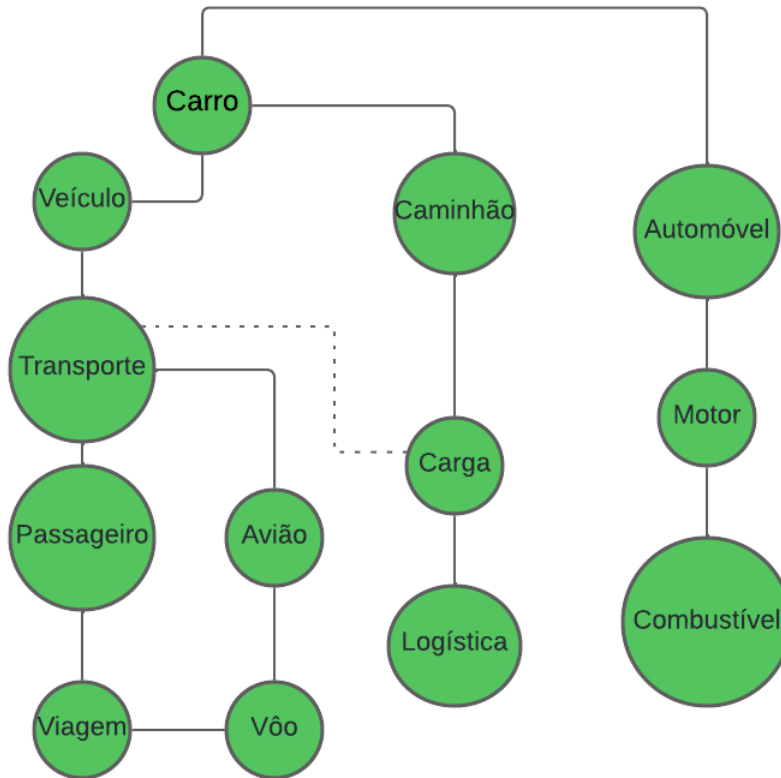 Carro
Veículo
Caminhão
Automóvel
Transporte
Motor
Carga
Passageiro
Avião
Combustível
Logística
Viagem
Vôo